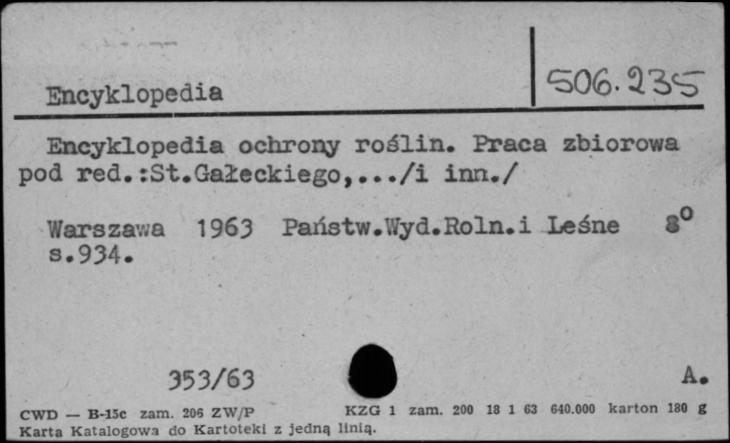 Encyklopedia
506.235
Encyklopedia ochrony roślin. Praca zbiorowa
pod red.:St.Gałeckiego,.../i inn./
Warszawa 1963 Państw.Wyd.Roln.i Leśne 8°
s.934.
353/63
A.
CWD — B-15c zam. 206 ZW/P KZG 1 zam. 200 18 1 63 640.000 karton 180 g
Karta Katalogowa do Kartoteki z jedną linią.